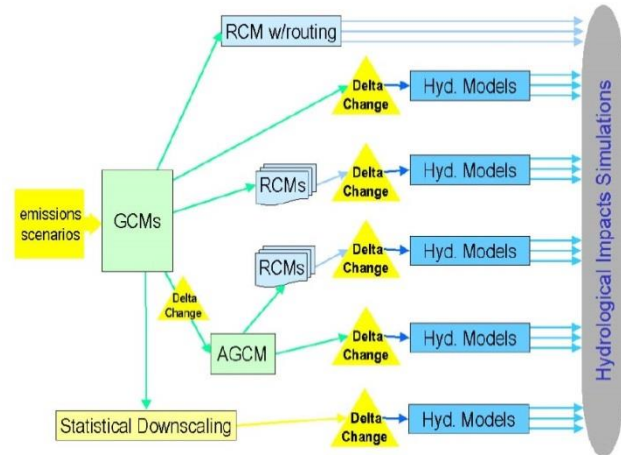 RCM w/routing
Delta
Change
Hyd. Models
RCMs
Delta
Change
Hyd. Models
emissions
scenarios
GCMs
RCMs
Delta
Change
Hyd. Models
Delta
Change
AGCM
Delta
Change
Hyd. Models
Statistical Downscaling
Delta
Change
Hyd. Models
Hydrological Impacts Simulations